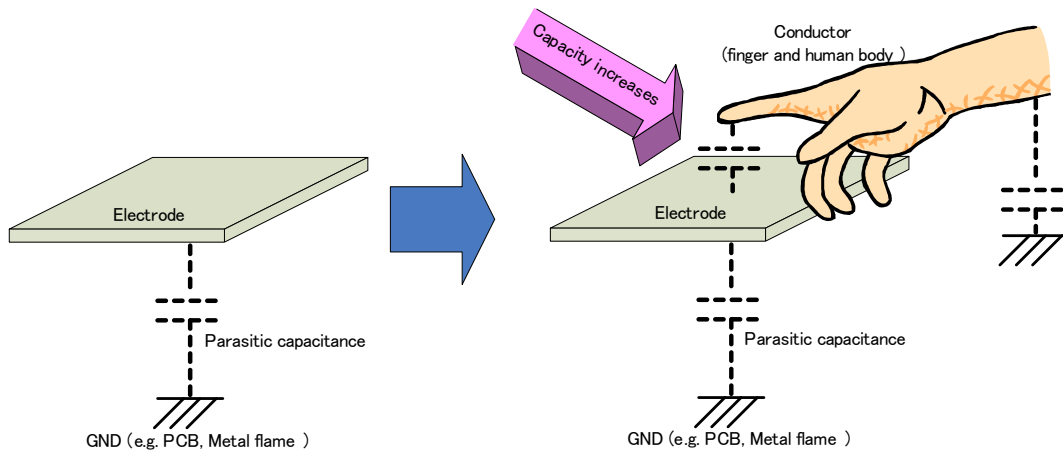 Electrode
Parasitic capacitance
GND (e.g. PCB, Metal flame )
Capacity increases
Conductor
(finger and human body )
Electrode
Parasitic capacitance
GND (e.g. PCB, Metal flame )